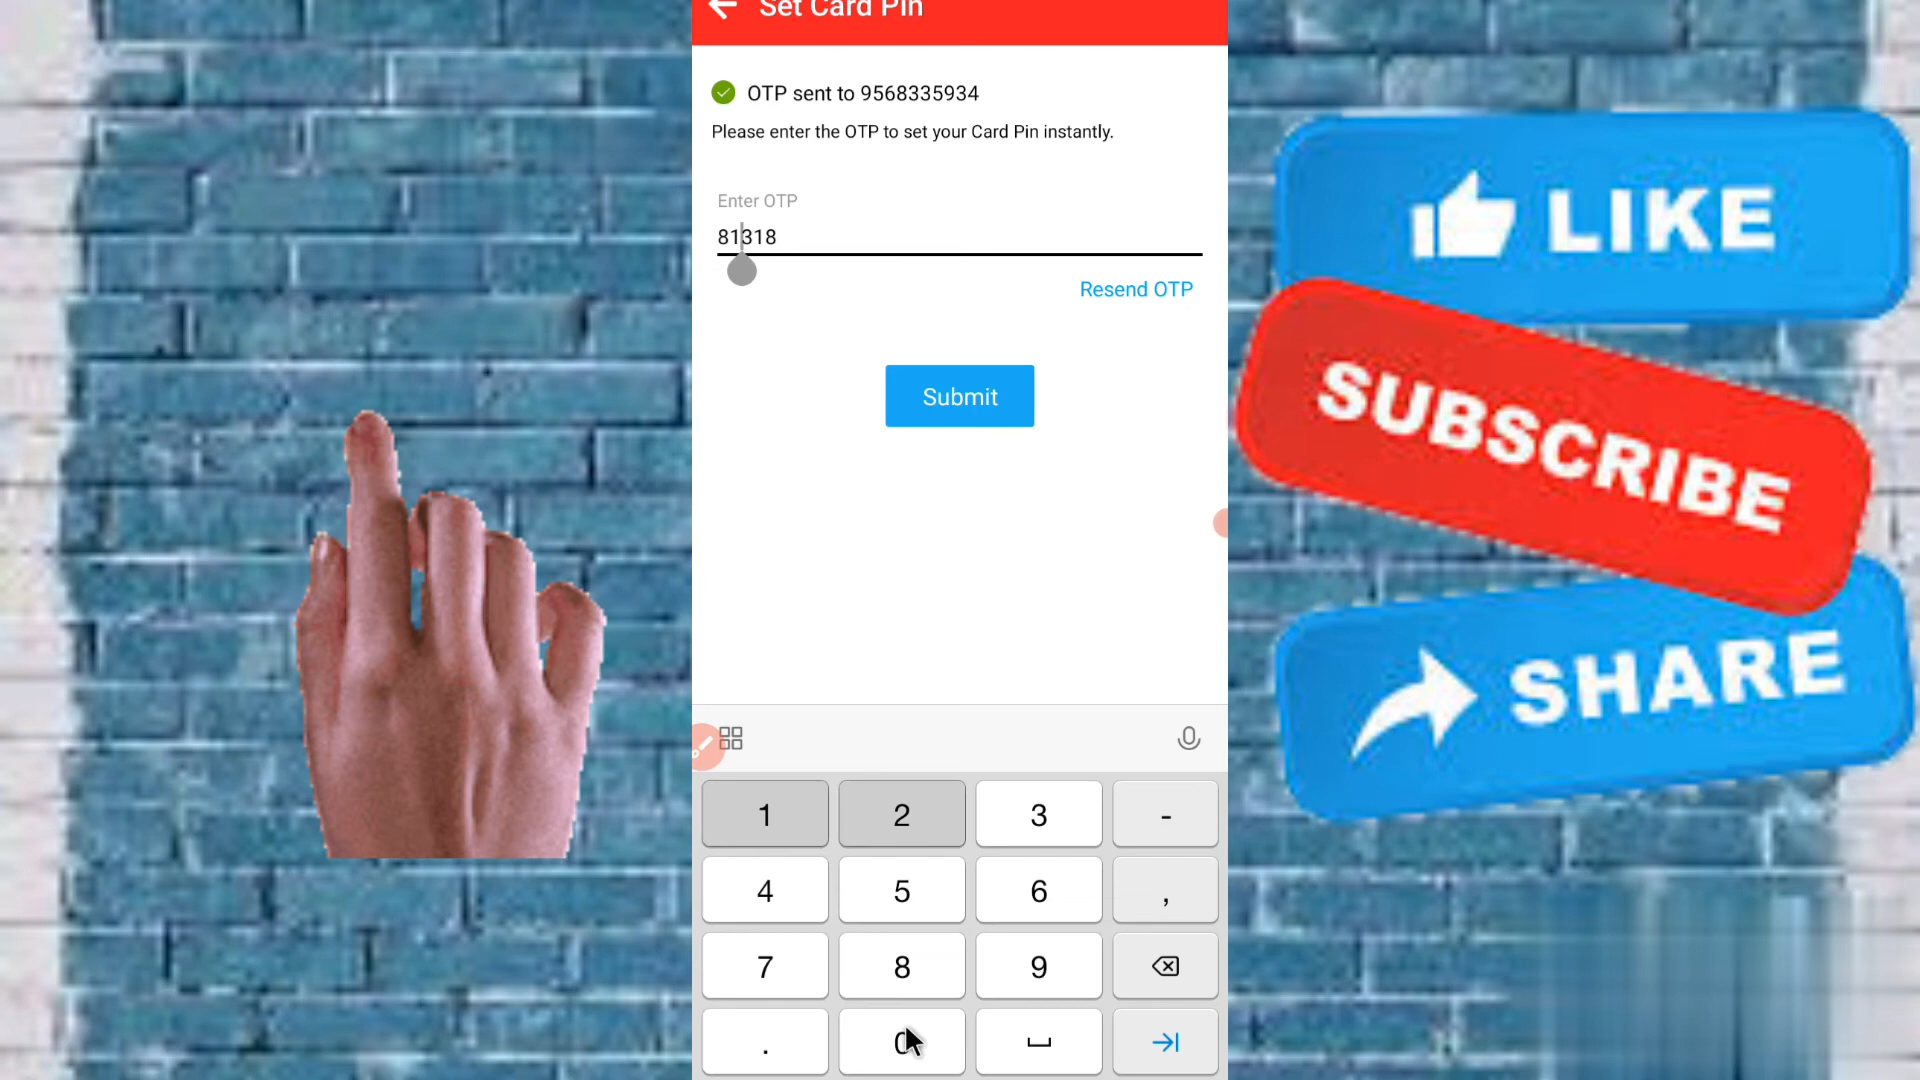 Set Card Pin
OTP sent to 9568335934
Please enter the OTP to set your Card Pin instantly.
Enter OTP
81318
Resend OTP
Submit
LIKE
SUBSCRIBE
SHARE
1 2 3 -
4 5 6 ,
7 8 9
. 0